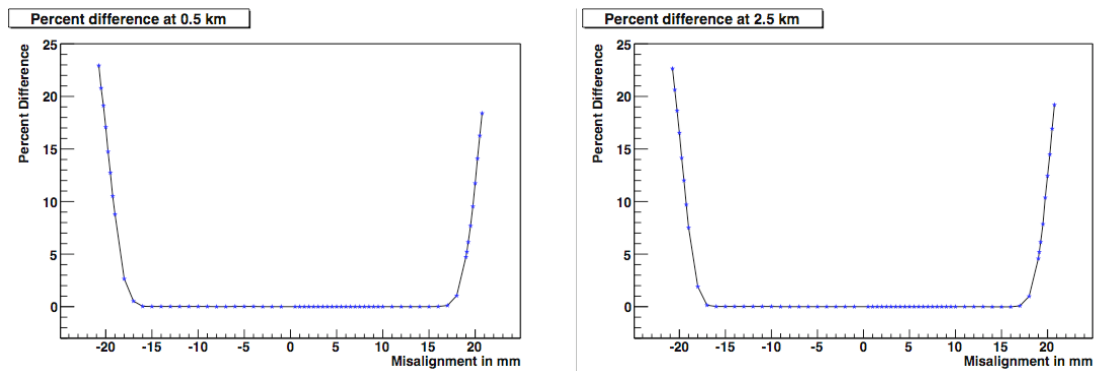 Percent difference at 0.5 km
Percent Difference
25
20
15
10
5
0
-20 -15 -10 -5 0 5 10 15 20
Misalignment in mm
Percent difference at 2.5 km
Percent Difference
25
20
15
10
5
0
-20 -15 -10 -5 0 5 10 15 20
Misalignment in mm